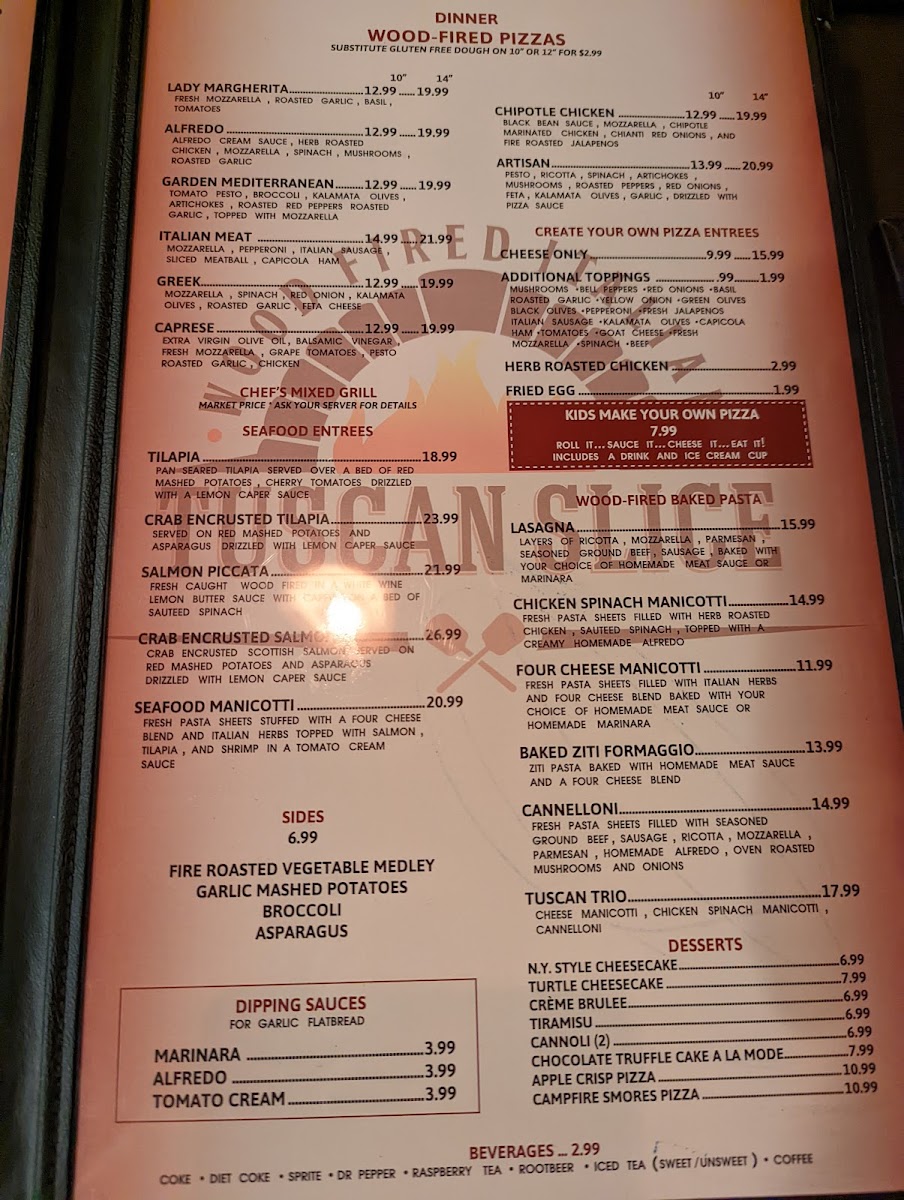 DINNER
WOOD-FIRED PIZZAS
SUBSTITUTE GLUTEN FREE DOUGH ON 10" OR 12" FOR $2.99
10" 14"
LADY MARGHERITA 12.99 19.99
FRESH MOZZARELLA , ROASTED GARLIC , BASIL ,
TOMATOES
ALFREDO 12.99 19.99
ALFREDO CREAM SAUCE , HERB ROASTED
CHICKEN , MOZZARELLA , SPINACH , MUSHROOMS ,
ROASTED GARLIC
GARDEN MEDITERRANEAN 12.99 19.99
TOMATO PESTO , BROCCOLI , KALAMATA OLIVES ,
ARTICHOKES , ROASTED RED PEPPERS ROASTED
GARLIC , TOPPED WITH MOZZARELLA
ITALIAN MEAT 14.99 21.99
MOZZARELLA , PEPPERONI , ITALIAN SAUSAGE ,
SLICED MEATBALL , CAPICOLA HAM
GREEK 12.99 19.99
MOZZARELLA , SPINACH , RED ONION , KALAMATA
OLIVES , ROASTED GARLIC , FETA CHEESE
CAPRESE 12.99 19.99
EXTRA VIRGIN OLIVE OIL , BALSAMIC VINEGAR ,
FRESH MOZZARELLA , GRAPE TOMATOES , PESTO
ROASTED GARLIC , CHICKEN
CHEF'S MIXED GRILL
MARKET PRICE * ASK YOUR SERVER FOR DETAILS
SEAFOOD ENTREES
TILAPIA 18.99
PAN SEARED TILAPIA SERVED OVER A BED OF RED
MASHED POTATOES , CHERRY TOMATOES DRIZZLED
WITH A LEMON CAPER SAUCE
CRAB ENCRUSTED TILAPIA 23.99
SERVED ON RED MASHED POTATOES AND
ASPARAGUS DRIZZLED WITH LEMON CAPER SAUCE
SALMON PICCATA 21.99
FRESH CAUGHT WOOD FIRED IN A WHITE WINE
LEMON BUTTER SAUCE WITH ON A BED OF
SAUTEED SPINACH
CRAB ENCRUSTED SALMON 26.99
CRAB ENCRUSTED SCOTTISH SALMON SERVED ON
RED MASHED POTATOES AND ASPARAGUS
DRIZZLED WITH LEMON CAPER SAUCE
SEAFOOD MANICOTTI 20.99
FRESH PASTA SHEETS STUFFED WITH A FOUR CHEESE
BLEND AND ITALIAN HERBS TOPPED WITH SALMON ,
TILAPIA , AND SHRIMP IN A TOMATO CREAM
SAUCE
SIDES
6.99
FIRE ROASTED VEGETABLE MEDLEY
GARLIC MASHED POTATOES
BROCCOLI
ASPARAGUS
DIPPING SAUCES
FOR GARLIC FLATBREAD
MARINARA 3.99
ALFREDO 3.99
TOMATO CREAM 3.99
10" 14"
CHIPOTLE CHICKEN 12.99 19.99
BLACK BEAN SAUCE , MOZZARELLA , CHIPOTLE
MARINATED CHICKEN , CHIANTI RED ONIONS , AND
FIRE ROASTED JALAPENOS
ARTISAN 13.99 20.99
PESTO , RICOTTA , SPINACH , ARTICHOKES ,
MUSHROOMS , ROASTED PEPPERS , RED ONIONS ,
FETA , KALAMATA OLIVES , GARLIC , DRIZZLED WITH
PIZZA SAUCE
CREATE YOUR OWN PIZZA ENTREES
CHEESE ONLY 9.99 15.99
ADDITIONAL TOPPINGS .99 1.99
MUSHROOMS •BELL PEPPERS •RED ONIONS •BASIL
ROASTED GARLIC •YELLOW ONION •GREEN OLIVES
BLACK OLIVES •PEPPERONI •FRESH JALAPENOS
ITALIAN SAUSAGE •KALAMATA OLIVES •CAPICOLA
HAM •TOMATOES •GOAT CHEESE •FRESH
MOZZARELLA •SPINACH •BEEF
HERB ROASTED CHICKEN 2.99
FRIED EGG 1.99
KIDS MAKE YOUR OWN PIZZA
7.99
ROLL IT...SAUCE IT...CHEESE IT...EAT IT!
INCLUDES A DRINK AND ICE CREAM CUP
TUSCAN SLICE
WOOD-FIRED BAKED PASTA
LASAGNA 15.99
LAYERS OF RICOTTA , MOZZARELLA , PARMESAN ,
SEASONED GROUND BEEF , SAUSAGE , BAKED WITH
YOUR CHOICE OF HOMEMADE MEAT SAUCE OR
MARINARA
CHICKEN SPINACH MANICOTTI 14.99
FRESH PASTA SHEETS FILLED WITH HERB ROASTED
CHICKEN , SAUTEED SPINACH , TOPPED WITH A
CREAMY HOMEMADE ALFREDO
FOUR CHEESE MANICOTTI 11.99
FRESH PASTA SHEETS FILLED WITH ITALIAN HERBS
AND FOUR CHEESE BLEND BAKED WITH YOUR
CHOICE OF HOMEMADE MEAT SAUCE OR
HOMEMADE MARINARA
BAKED ZITI FORMAGGIO 13.99
ZITI PASTA BAKED WITH HOMEMADE MEAT SAUCE
AND A FOUR CHEESE BLEND
CANNELLONI 14.99
FRESH PASTA SHEETS FILLED WITH SEASONED
GROUND BEEF , SAUSAGE , RICOTTA , MOZZARELLA ,
PARMESAN , HOMEMADE ALFREDO , OVEN ROASTED
MUSHROOMS AND ONIONS
TUSCAN TRIO 17.99
CHEESE MANICOTTI , CHICKEN SPINACH MANICOTTI ,
CANNELLONI
DESSERTS
N.Y. STYLE CHEESECAKE 6.99
TURTLE CHEESECAKE 7.99
CRÈME BRULEE 6.99
TIRAMISU 6.99
CANNOLI (2) 6.99
CHOCOLATE TRUFFLE CAKE A LA MODE 7.99
APPLE CRISP PIZZA 10.99
CAMPFIRE SMORES PIZZA 10.99
BEVERAGES ... 2.99
COKE • DIET COKE • SPRITE • DR PEPPER • RASPBERRY TEA • ROOTBEER • ICED TEA (SWEET/UNSWEET) • COFFEE